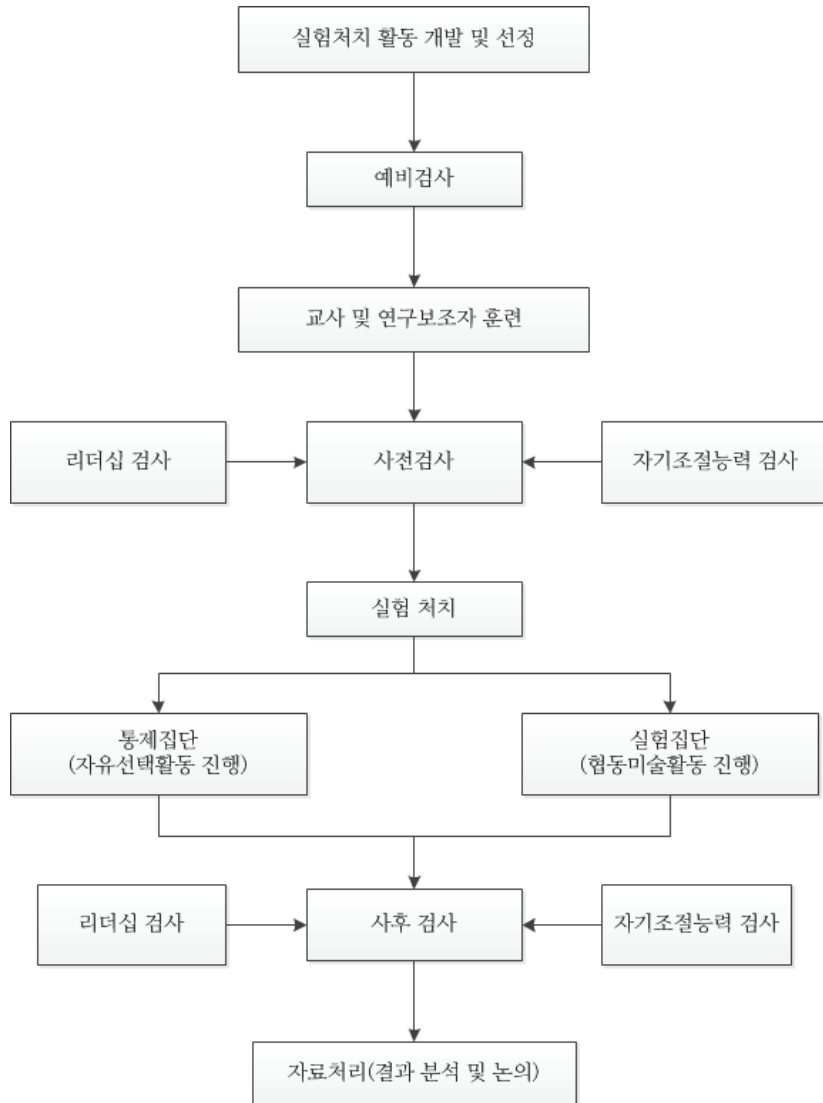 실험처치 활동 개발 및 선정
예비검사
교사 및 연구보조자 훈련
리더십 검사
사전검사
자기조절능력 검사
실험 처치
통제집단
(자유선택활동 진행)
실험집단
(협동미술활동 진행)
리더십 검사
사후 검사
자기조절능력 검사
자료처리(결과 분석 및 논의)